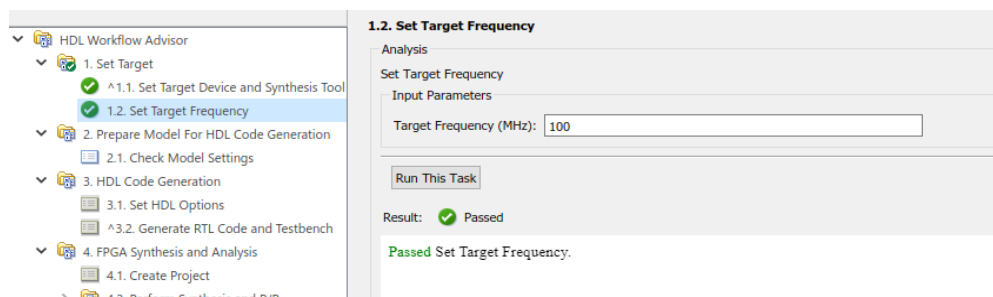 HDL Workflow Advisor
1. Set Target
^1.1. Set Target Device and Synthesis Tool
1.2. Set Target Frequency
2. Prepare Model For HDL Code Generation
2.1. Check Model Settings
3. HDL Code Generation
3.1. Set HDL Options
^3.2. Generate RTL Code and Testbench
4. FPGA Synthesis and Analysis
4.1. Create Project
1.2. Set Target Frequency
Analysis
Set Target Frequency
Input Parameters
Target Frequency (MHz): 100
Run This Task
Result: Passed
Passed Set Target Frequency.